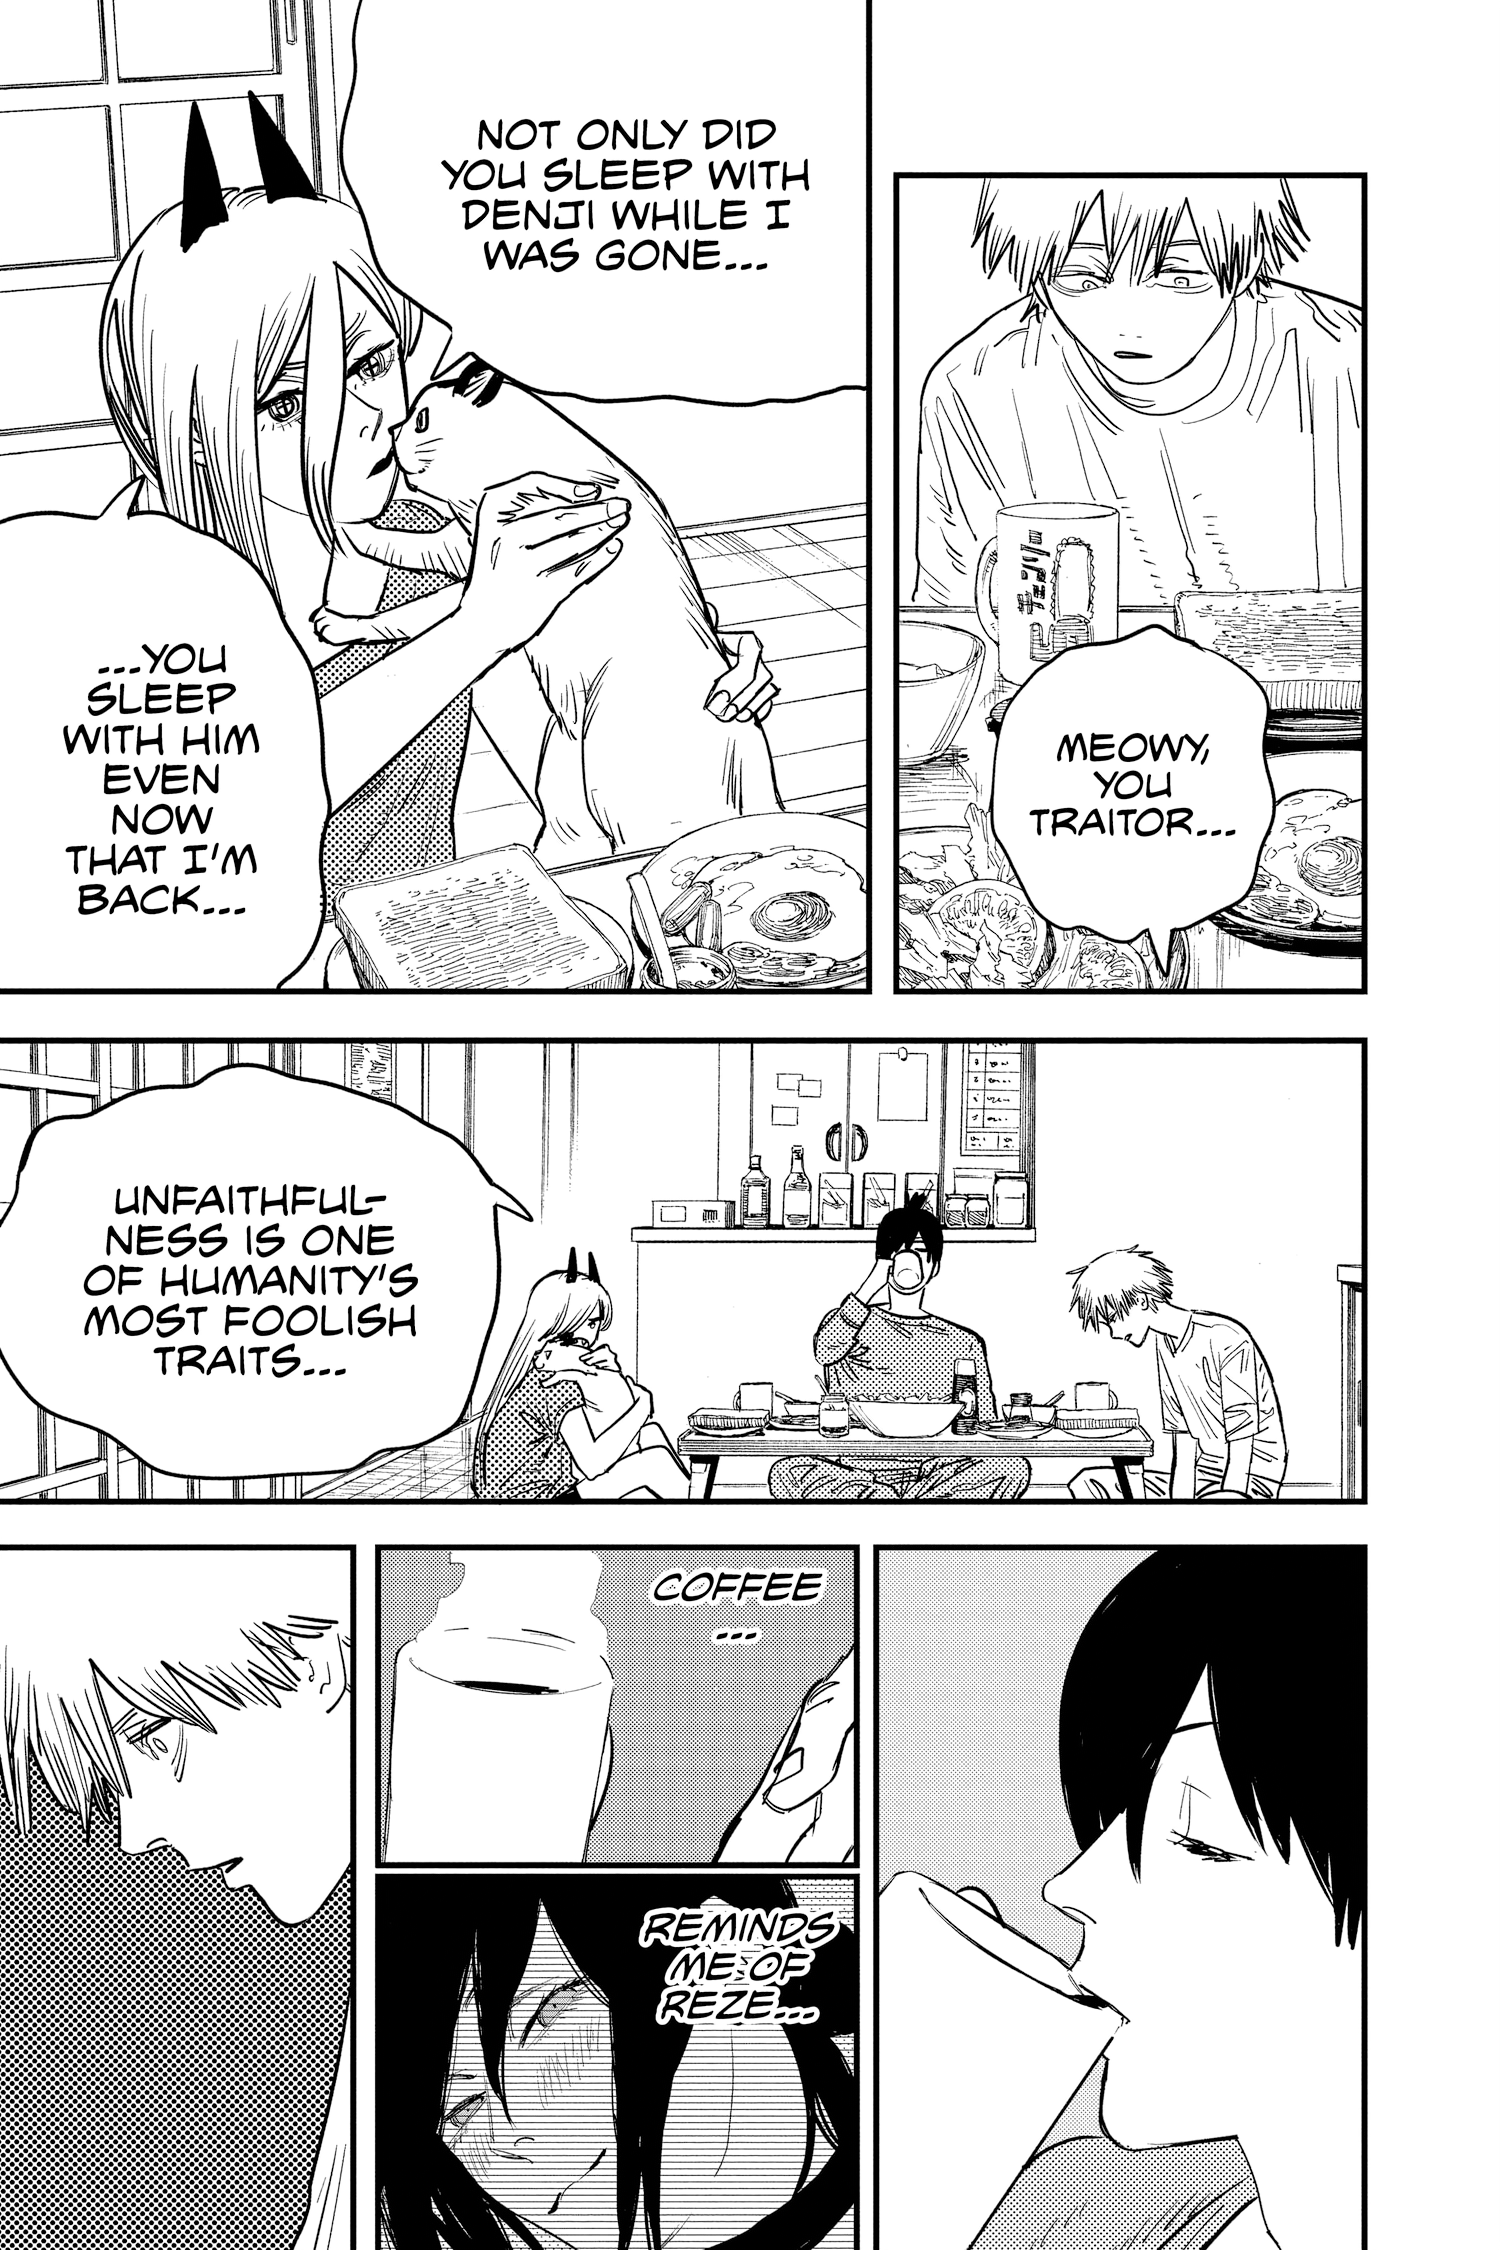 MEOWY,
YOU
TRAITOR...
NOT ONLY DID
YOU SLEEP WITH
DENJI WHILE I
WAS GONE...
...YOU
SLEEP
WITH HIM
EVEN
NOW
THAT I'M
BACK...
UNFAITHFUL-
NESS IS ONE
OF HUMANITY'S
MOST FOOLISH
TRAITS...
COFFEE
...
REMINDS
ME OF
REZE...